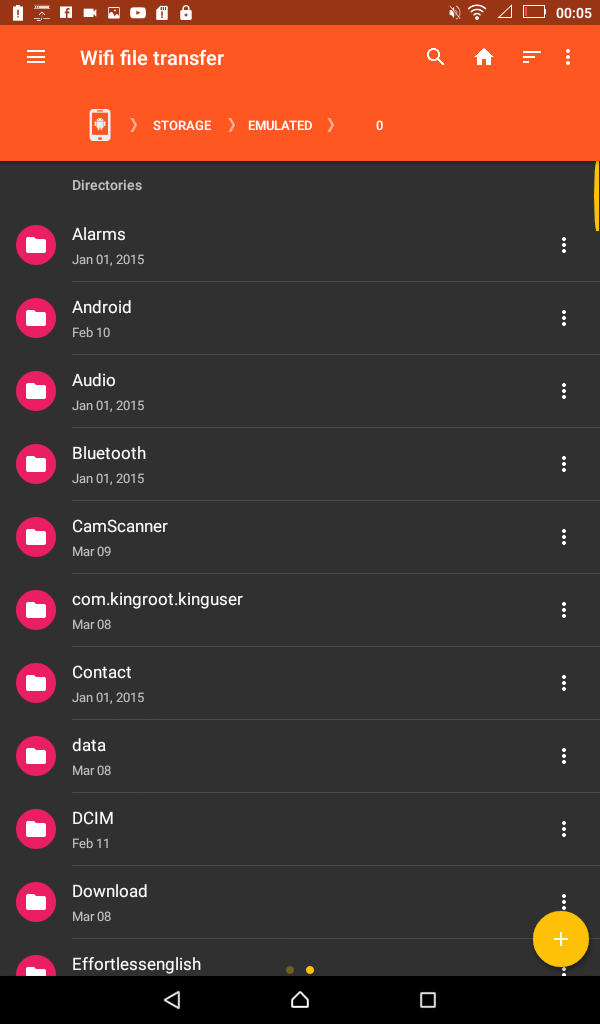 00:05
Wifi file transfer
STORAGE EMULATED 0
Directories
Alarms
Jan 01, 2015
Android
Feb 10
Audio
Jan 01, 2015
Bluetooth
Jan 01, 2015
CamScanner
Mar 09
com.kingroot.kinguser
Mar 08
Contact
Jan 01, 2015
data
Mar 08
DCIM
Feb 11
Download
Mar 08
Effortlessenglish